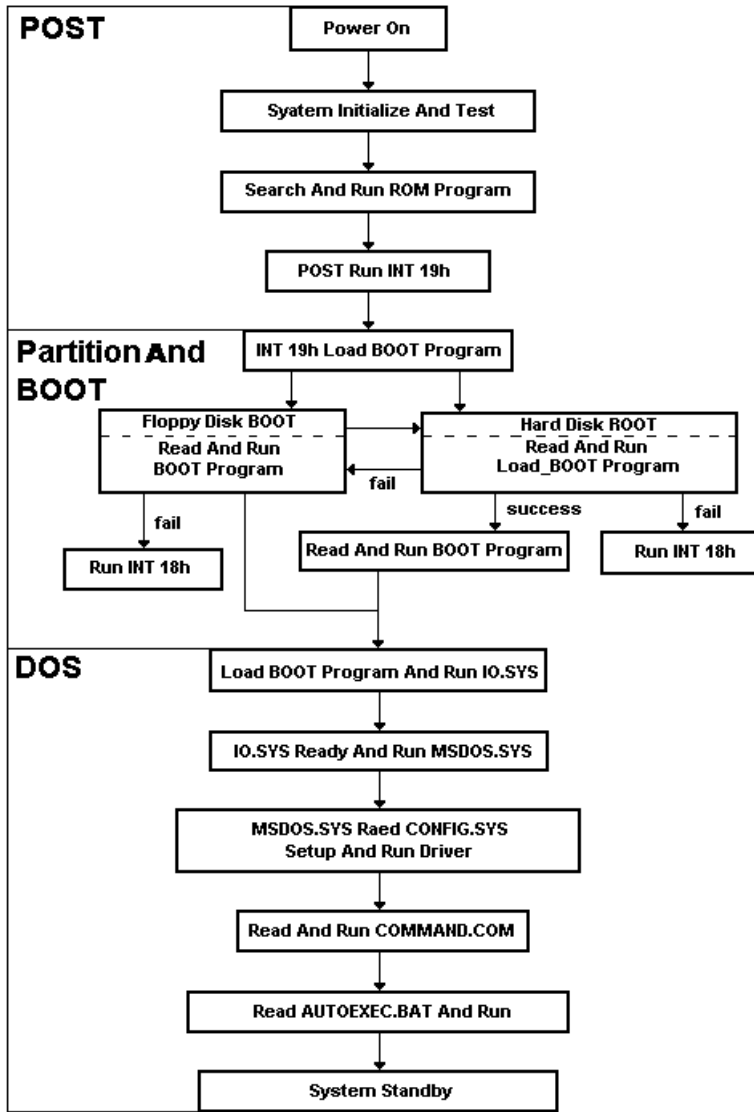 POST
Power On
Syatem Initialize And Test
Search And Run ROM Program
POST Run INT 19h
Partition And
BOOT
INT 19h Load BOOT Program
Floppy Disk BOOT
Read And Run
BOOT Program
Hard Disk ROOT
Read And Run
Load_BOOT Program
fail
fail
success
fail
Run INT 18h
Read And Run BOOT Program
Run INT 18h
DOS
Load BOOT Program And Run IO.SYS
IO.SYS Ready And Run MSDOS.SYS
MSDOS.SYS Raed CONFIG.SYS
Setup And Run Driver
Read And Run COMMAND.COM
Read AUTOEXEC.BAT And Run
System Standby